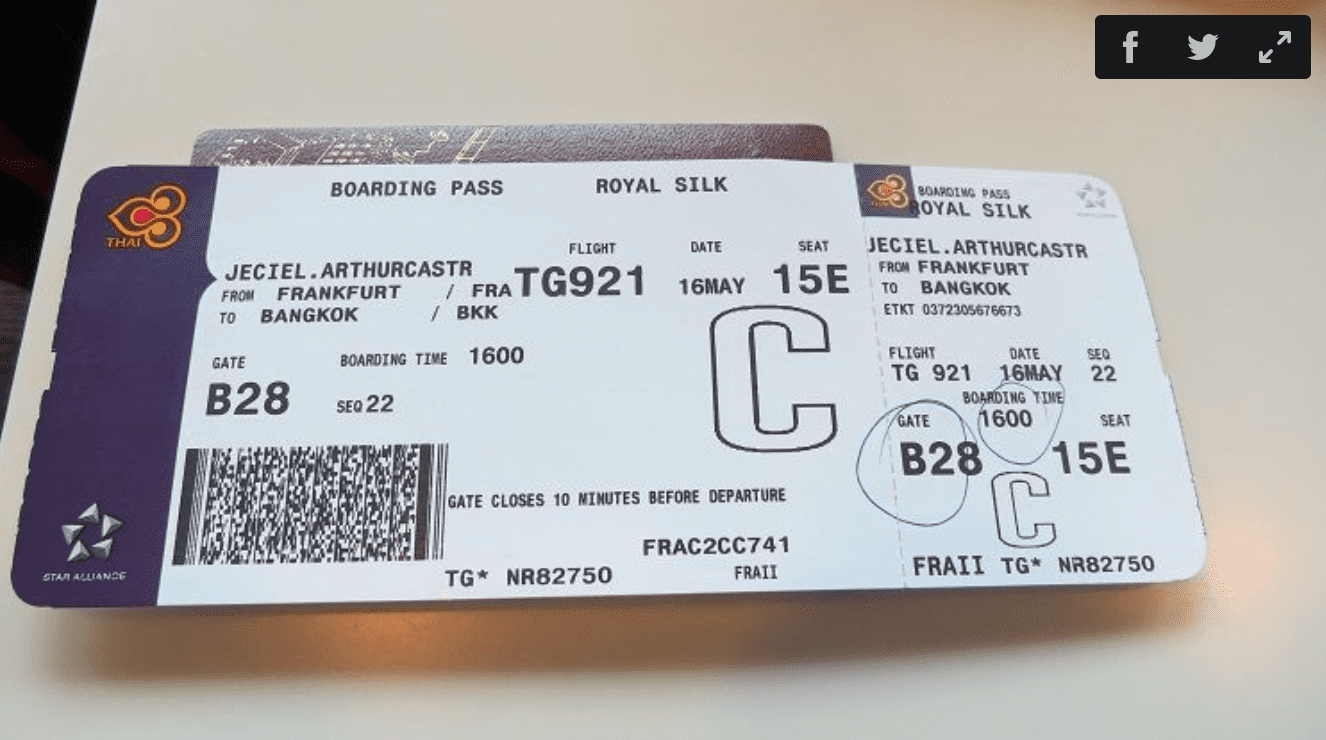 BOARDING PASS ROYAL SILK
THAI
FLIGHT DATE SEAT
JECIEL.ARTHURCASTR
TG921 16MAY 15E
FROM FRANKFURT / FRA
TO BANGKOK / BKK
C
GATE BOARDING TIME 1600
B28 SEQ 22
GATE CLOSES 10 MINUTES BEFORE DEPARTURE
FRAC2CC741
TG* NR82750 FRAII
STAR ALLIANCE
BOARDING PASS
ROYAL SILK
JECIEL.ARTHURCASTR
FROM FRANKFURT
TO BANGKOK
ETKT 0372305676673
FLIGHT DATE SEQ
TG 921 16MAY 22
BOARDING TIME
GATE 1600 SEAT
B28 15E
C
FRAII TG* NR82750